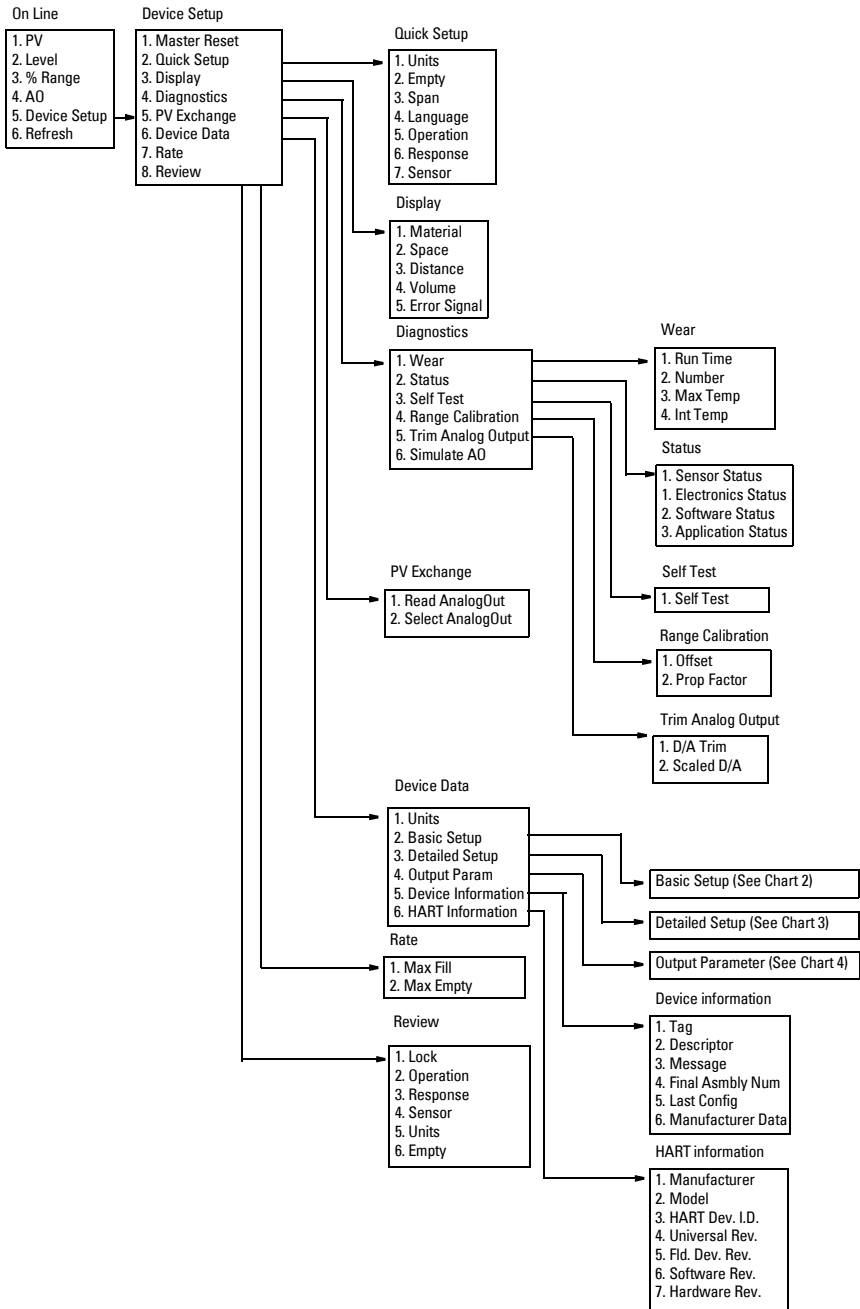 On Line
1. PV
2. Level
3. % Range
4. AO
5. Device Setup
6. Refresh
Device Setup
1. Master Reset
2. Quick Setup
3. Display
4. Diagnostics
5. PV Exchange
6. Device Data
7. Rate
8. Review
Quick Setup
1. Units
2. Empty
3. Span
4. Language
5. Operation
6. Response
7. Sensor
Display
1. Material
2. Space
3. Distance
4. Volume
5. Error Signal
Diagnostics
1. Wear
2. Status
3. Self Test
4. Range Calibration
5. Trim Analog Output
6. Simulate AO
Wear
1. Run Time
2. Number
3. Max Temp
4. Int Temp
Status
1. Sensor Status
1. Electronics Status
2. Software Status
3. Application Status
Self Test
1. Self Test
Range Calibration
1. Offset
2. Prop Factor
Trim Analog Output
1. D/A Trim
2. Scaled D/A
PV Exchange
1. Read AnalogOut
2. Select AnalogOut
Device Data
1. Units
2. Basic Setup
3. Detailed Setup
4. Output Param
5. Device Information
6. HART Information
Basic Setup (See Chart 2)
Detailed Setup (See Chart 3)
Output Parameter (See Chart 4)
Device information
1. Tag
2. Descriptor
3. Message
4. Final Asmbly Num
5. Last Config
6. Manufacturer Data
HART information
1. Manufacturer
2. Model
3. HART Dev. I.D.
4. Universal Rev.
5. Fld. Dev. Rev.
6. Software Rev.
7. Hardware Rev.
Rate
1. Max Fill
2. Max Empty
Review
1. Lock
2. Operation
3. Response
4. Sensor
5. Units
6. Empty